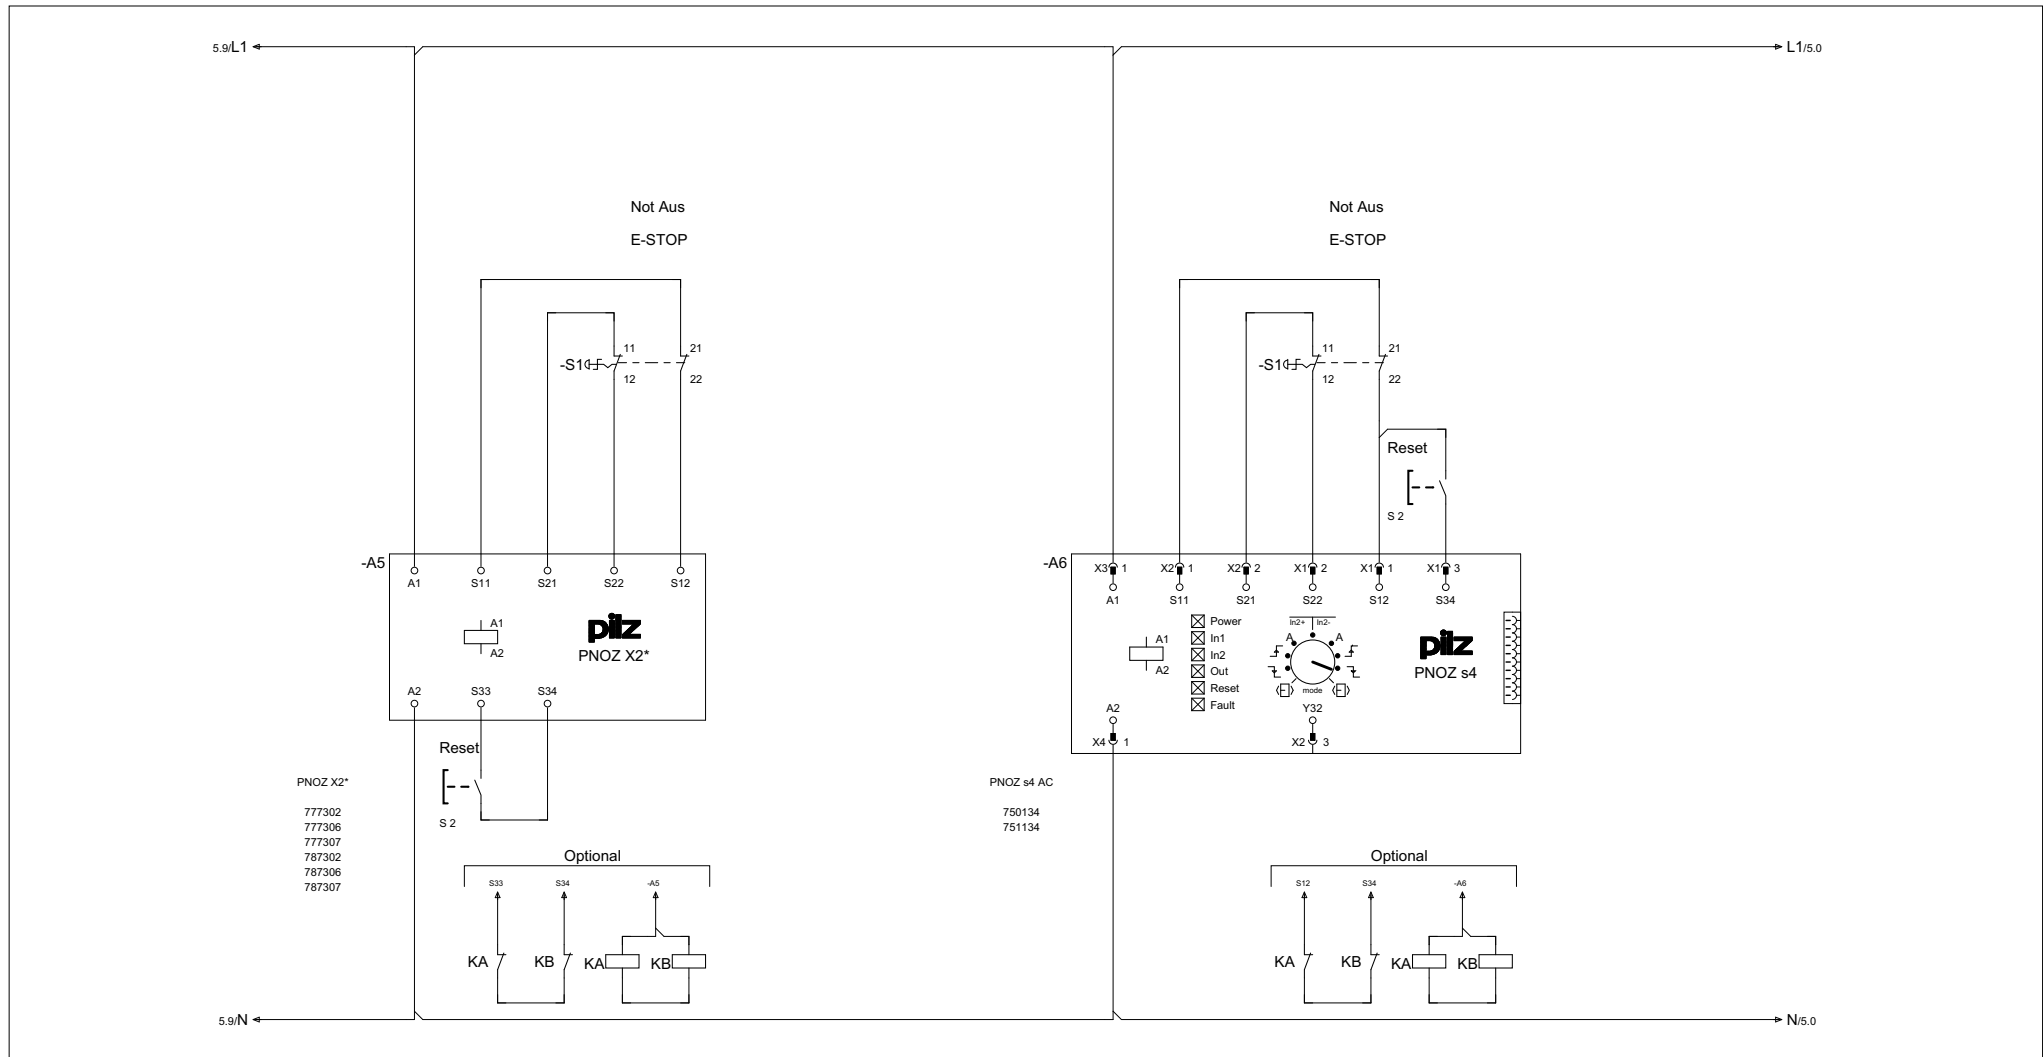 5.9/L1
L1/5.0
Not Aus
E-STOP
-S1
11
12
21
22
-A5
A1
S11
S21
S22
S12
A1
A2
pilz
PNOZ X2*
A2
S33
S34
Reset
S 2
PNOZ X2*
777302
777306
777307
787302
787306
787307
Optional
S33
S34
-A5
KA
KB
KA
KB
5.9/N
Not Aus
E-STOP
-S1
11
12
21
22
Reset
S 2
-A6
X3 1
X2 1
X2 2
X1 2
X1 1
X1 3
A1
S11
S21
S22
S12
S34
A1
A2
Power
In1
In2
Out
Reset
Fault
In2+ In2-
A
A
mode
pilz
PNOZ s4
A2
Y32
X4 1
X2 3
PNOZ s4 AC
750134
751134
Optional
S12
S34
-A6
KA
KB
KA
KB
N/5.0